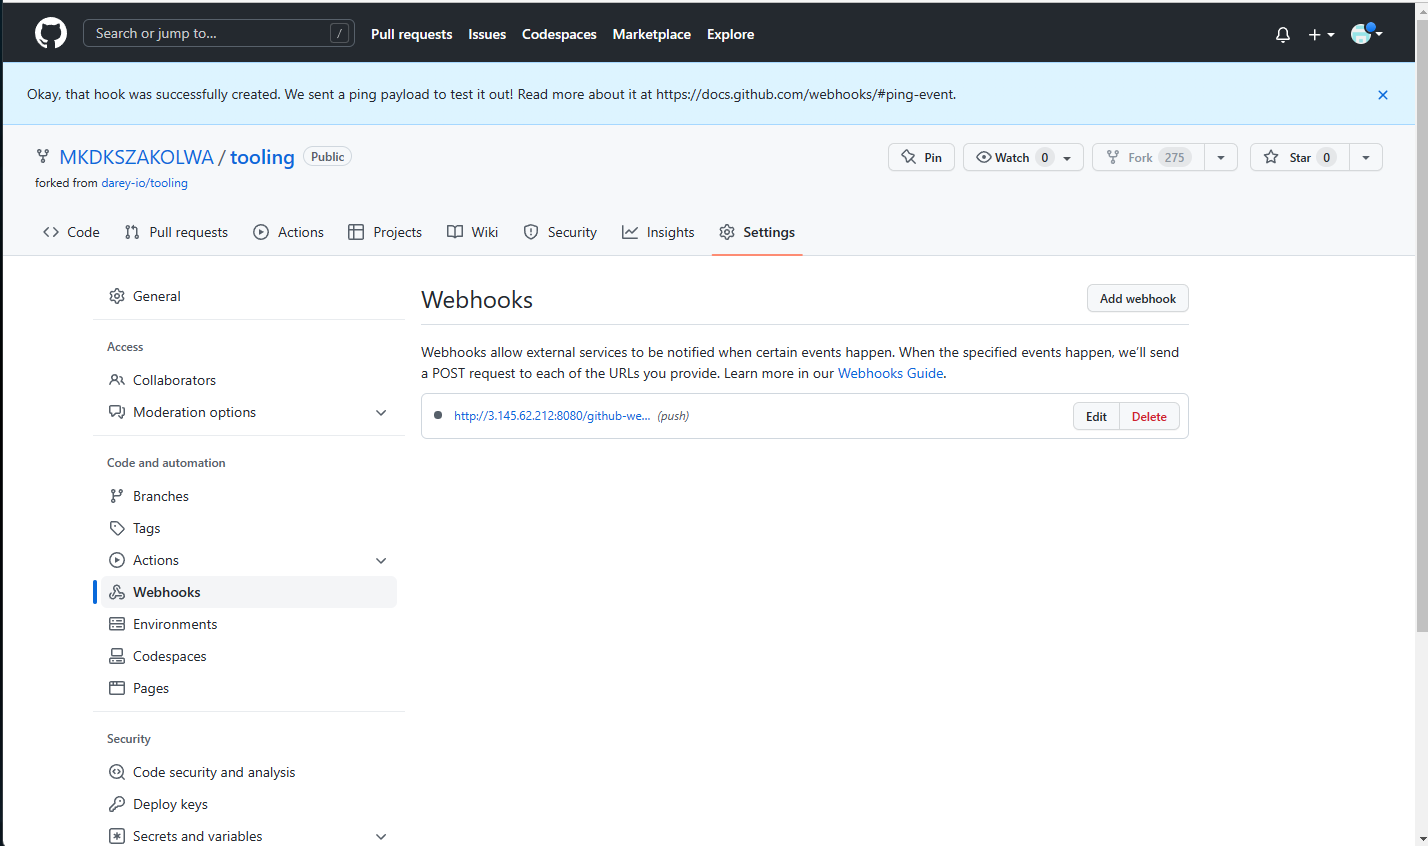 Search or jump to... /
Pull requests Issues Codespaces Marketplace Explore
Okay, that hook was successfully created. We sent a ping payload to test it out! Read more about it at https://docs.github.com/webhooks/#ping-event.
MKDKSZAKOLWA / tooling Public
Pin Watch 0 Fork 275 Star 0
forked from darey-io/tooling
Code Pull requests Actions Projects Wiki Security Insights Settings
General
Access
Collaborators
Moderation options
Code and automation
Branches
Tags
Actions
Webhooks
Environments
Codespaces
Pages
Security
Code security and analysis
Deploy keys
Secrets and variables
Webhooks
Add webhook
Webhooks allow external services to be notified when certain events happen. When the specified events happen, we'll send
a POST request to each of the URLs you provide. Learn more in our Webhooks Guide.
http://3.145.62.212:8080/github-we... (push)
Edit Delete